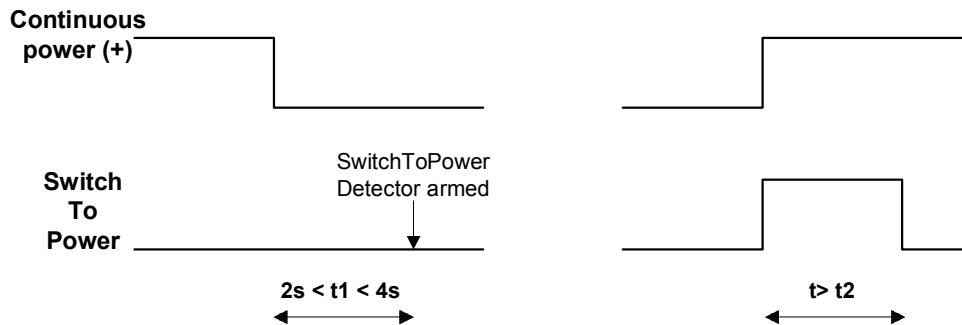 Continuous
power (+)
SwitchToPower
Detector armed
Switch
To
Power
2s < t1 < 4s
t> t2